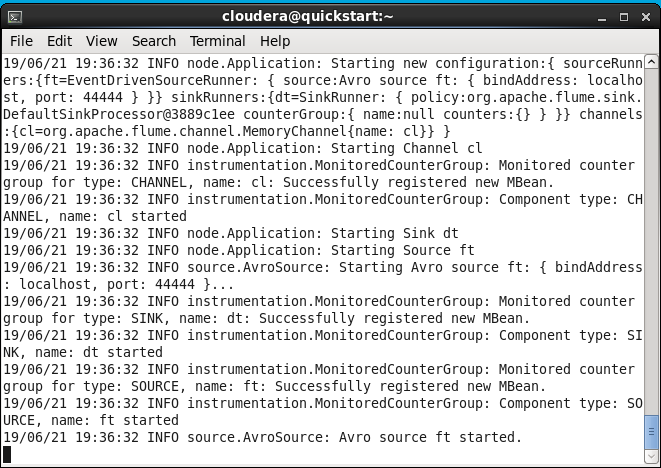 cloudera@quickstart:~
File Edit View Search Terminal Help
19/06/21 19:36:32 INFO node.Application: Starting new configuration:{ sourceRunn
ers:{ft=EventDrivenSourceRunner: { source:Avro source ft: { bindAddress: localho
st, port: 44444 } }} sinkRunners:{dt=SinkRunner: { policy:org.apache.flume.sink.
DefaultSinkProcessor@3889c1ee counterGroup:{ name:null counters:{} } }} channels
:{cl=org.apache.flume.channel.MemoryChannel{name: cl}} }
19/06/21 19:36:32 INFO node.Application: Starting Channel cl
19/06/21 19:36:32 INFO instrumentation.MonitoredCounterGroup: Monitored counter
group for type: CHANNEL, name: cl: Successfully registered new MBean.
19/06/21 19:36:32 INFO instrumentation.MonitoredCounterGroup: Component type: CH
ANNEL, name: cl started
19/06/21 19:36:32 INFO node.Application: Starting Sink dt
19/06/21 19:36:32 INFO node.Application: Starting Source ft
19/06/21 19:36:32 INFO source.AvroSource: Starting Avro source ft: { bindAddress
: localhost, port: 44444 }...
19/06/21 19:36:32 INFO instrumentation.MonitoredCounterGroup: Monitored counter
group for type: SINK, name: dt: Successfully registered new MBean.
19/06/21 19:36:32 INFO instrumentation.MonitoredCounterGroup: Component type: SI
NK, name: dt started
19/06/21 19:36:32 INFO instrumentation.MonitoredCounterGroup: Monitored counter
group for type: SOURCE, name: ft: Successfully registered new MBean.
19/06/21 19:36:32 INFO instrumentation.MonitoredCounterGroup: Component type: SO
URCE, name: ft started
19/06/21 19:36:32 INFO source.AvroSource: Avro source ft started.